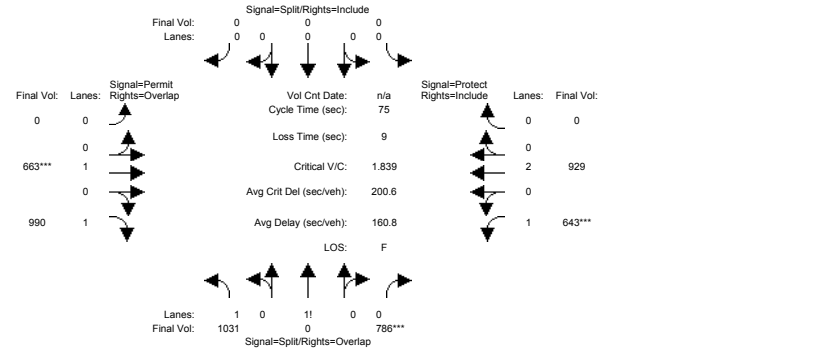 Signal=Split/Rights=Include
Final Vol: 0 0 0
Lanes: 0 0 0 0 0
Signal=Permit
Final Vol: Lanes: Rights=Overlap
Vol Cnt Date: n/a
Signal=Protect
Rights=Include Lanes: Final Vol:
Cycle Time (sec): 75
0 0
0 0
Loss Time (sec): 9
0
0
663*** 1
Critical V/C: 1.839
2 929
0
Avg Crit Del (sec/veh): 200.6
0
990 1
Avg Delay (sec/veh): 160.8
1 643***
LOS: F
Lanes: 1 0 1! 0 0
Final Vol: 1031 0 786***
Signal=Split/Rights=Overlap